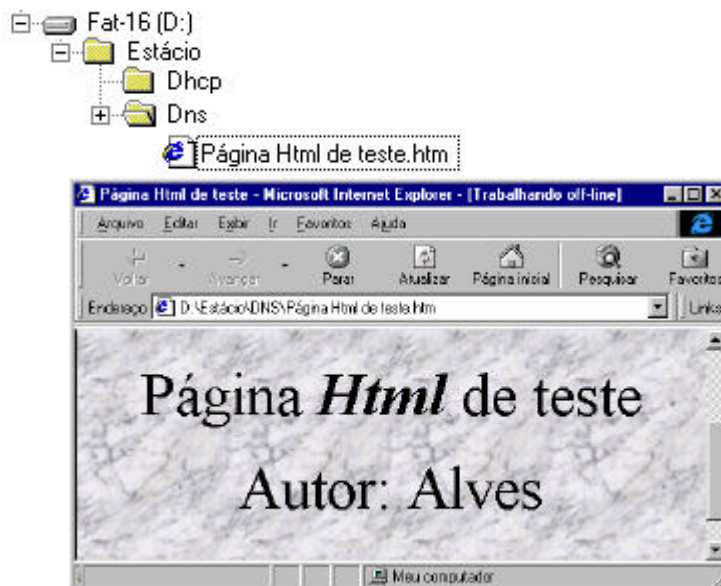 Fat-16 (D:)
Estácio
Dhcp
Dns
Página Html de teste.htm
Página Html de teste - Microsoft Internet Explorer - [Trabalhando off-line]
Arquivo Editar Exibir Ir Favoritos Ajuda
Voltar Avançar Parar Atualizar Página inicial Pesquisar Favoritos
Endereço D:\Estácio\DNS\Página Html de teste.htm Links
Página Html de teste
Autor: Alves
Meu computador